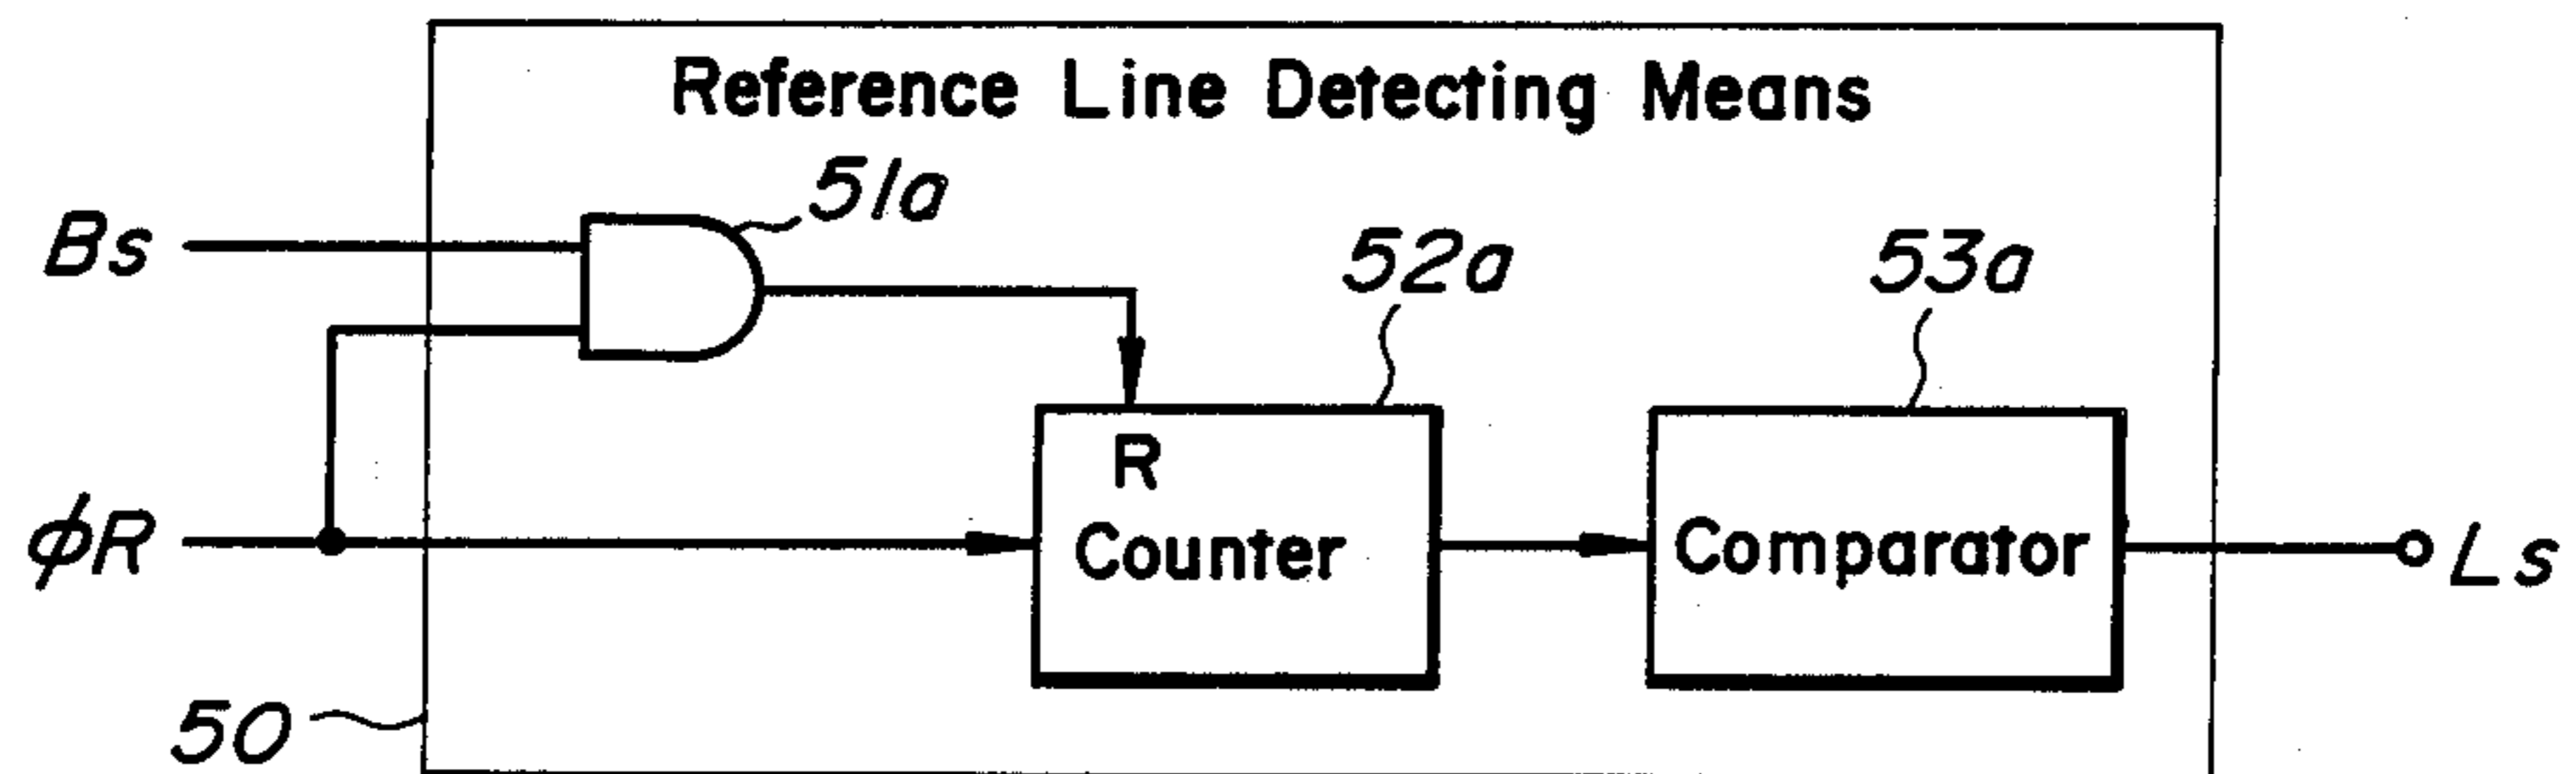 Reference Line Detecting Means
51a
Bs
52a
53a
R
Counter
Comparator
ϕR
Ls
50